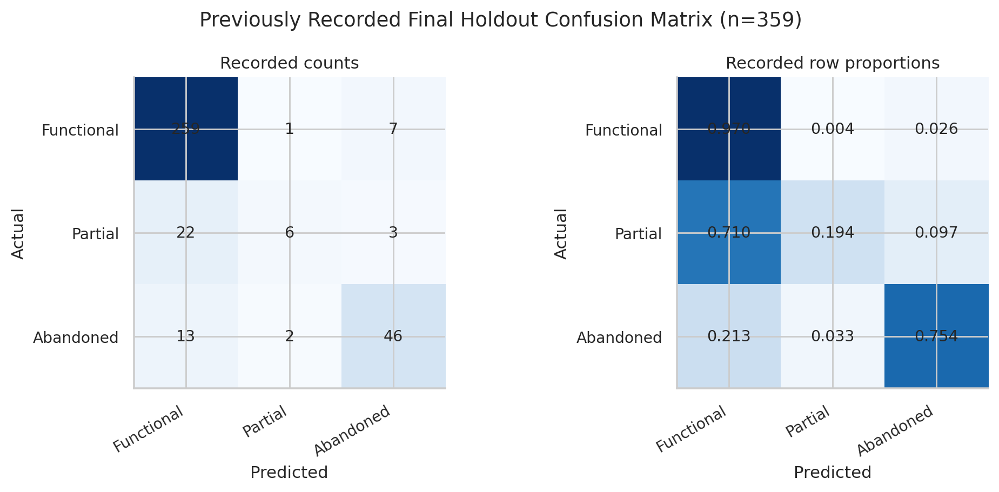 Previously Recorded Final Holdout Confusion Matrix (n=359)
Recorded counts
Actual
Functional
259
1
7
Partial
22
6
3
Abandoned
13
2
46
Functional
Partial
Abandoned
Predicted
Recorded row proportions
Actual
Functional
0.970
0.004
0.026
Partial
0.710
0.194
0.097
Abandoned
0.213
0.033
0.754
Functional
Partial
Abandoned
Predicted